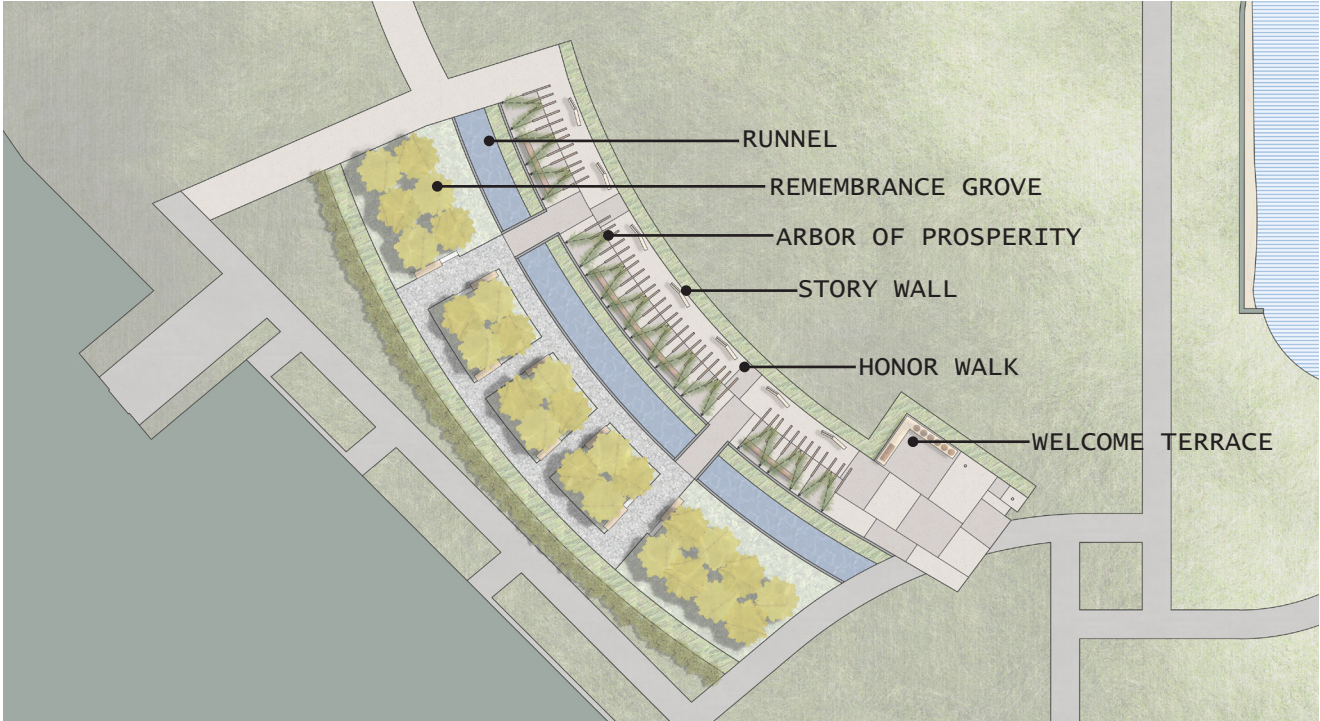 RUNNEL
REMEMBRANCE GROVE
ARBOR OF PROSPERITY
STORY WALL
HONOR WALK
WELCOME TERRACE